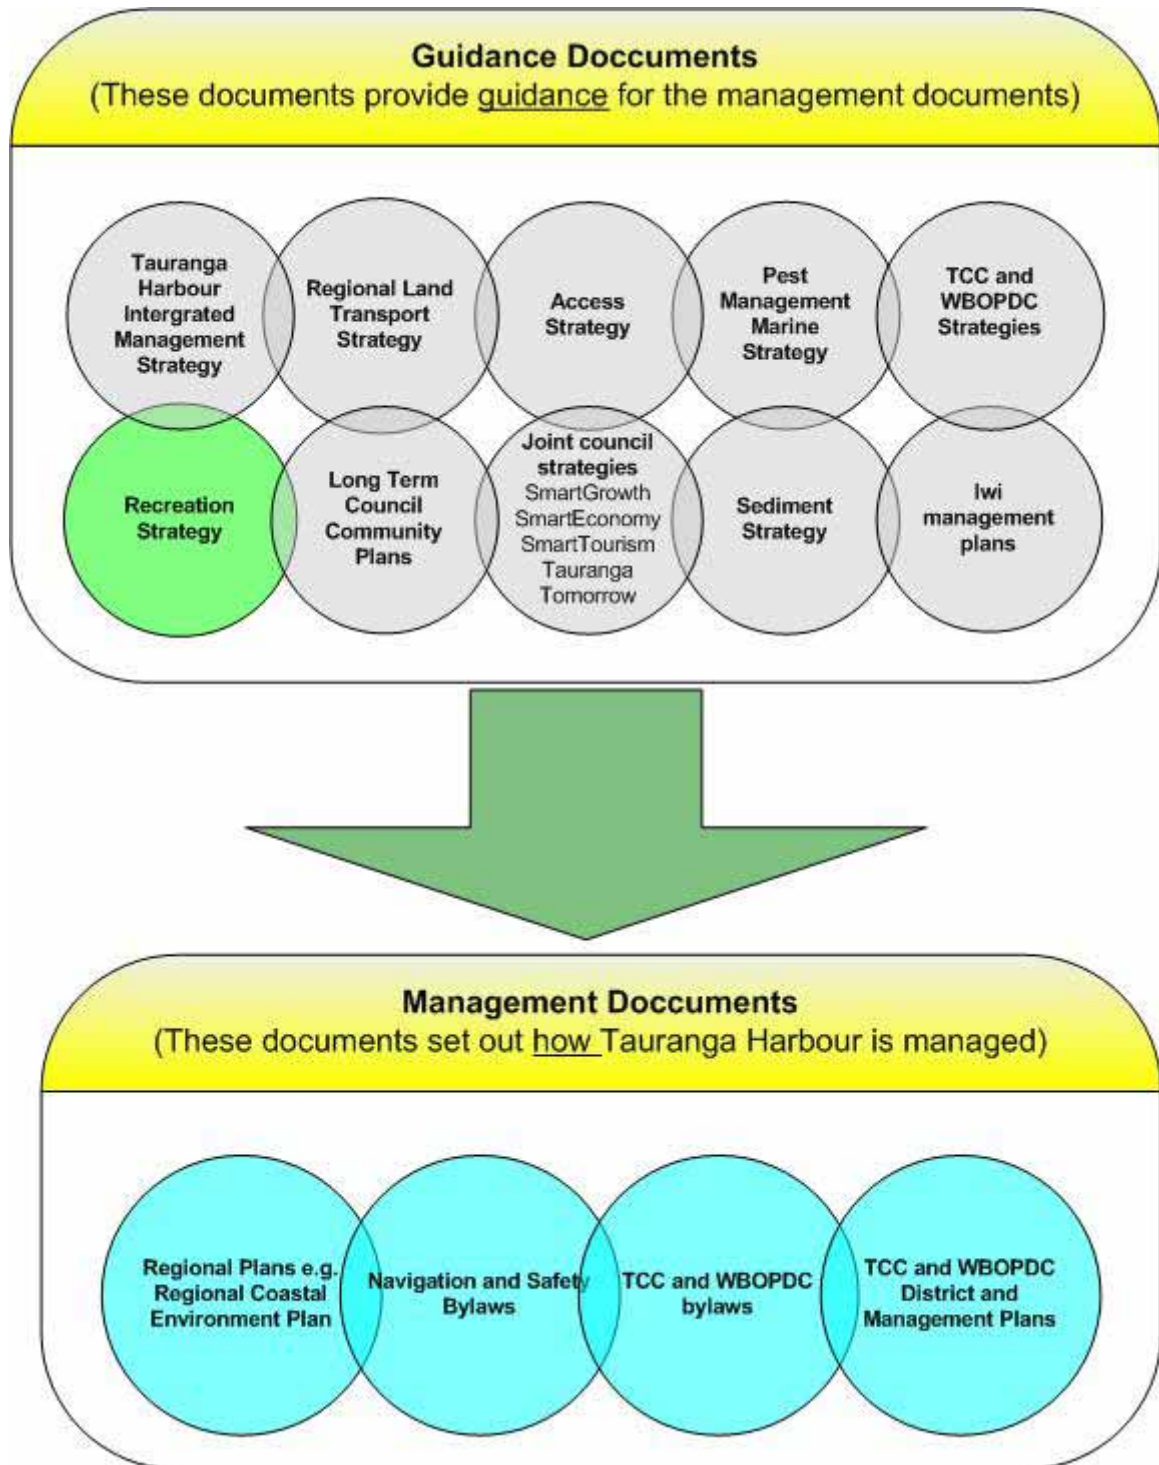 Guidance Doccuments
(These documents provide guidance for the management documents)
Tauranga
Harbour
Intergrated
Management
Strategy
Regional Land
Transport
Strategy
Access
Strategy
Pest
Management
Marine
Strategy
TCC and
WBOPDC
Strategies
Recreation
Strategy
Long Term
Council
Community
Plans
Joint council
strategies
SmartGrowth
SmartEconomy
SmartTourism
Tauranga
Tomorrow
Sediment
Strategy
Iwi
management
plans
Management Doccuments
(These documents set out how Tauranga Harbour is managed)
Regional Plans e.g.
Regional Coastal
Environment Plan
Navigation and Safety
Bylaws
TCC and WBOPDC
bylaws
TCC and WBOPDC
District and
Management Plans